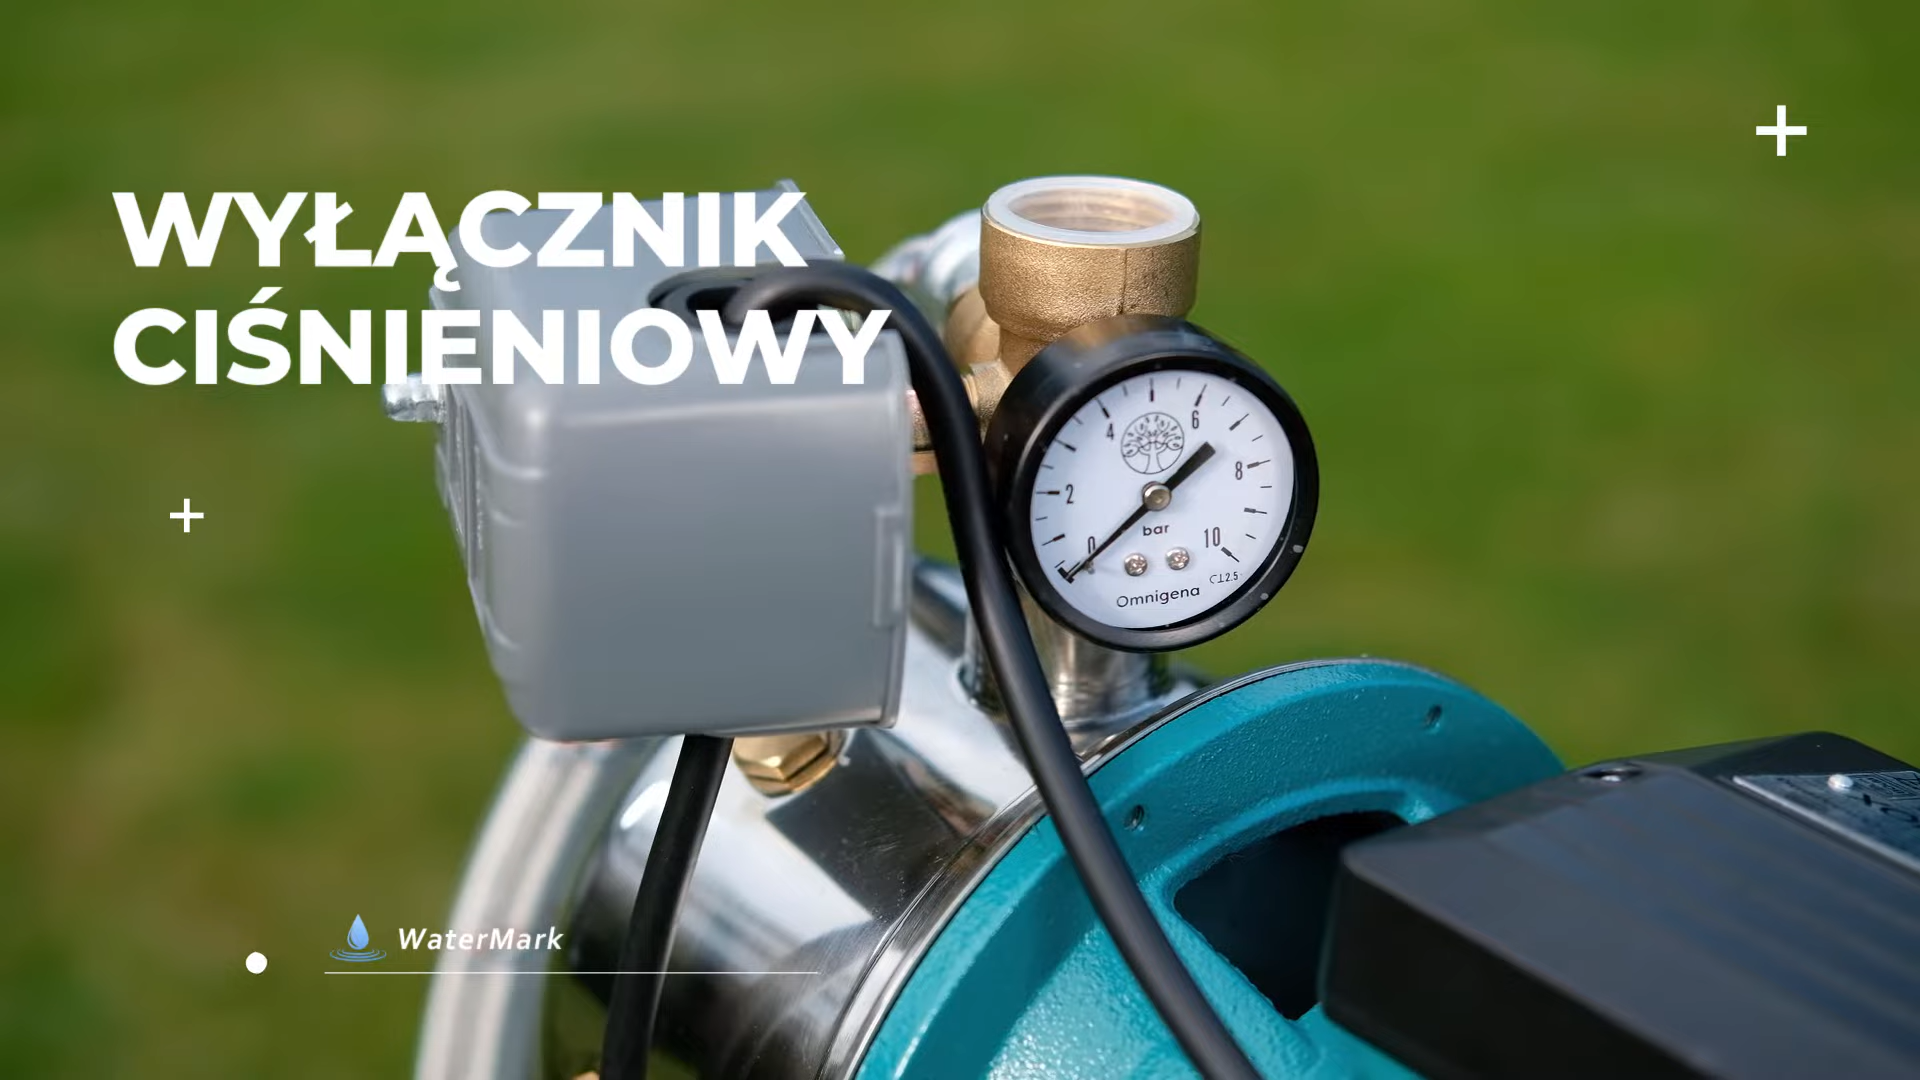 WYŁĄCZNIK
CIŚNIENIOWY
4
6
2
8
bar
0
10
CL2.5
Omnigena
WaterMark